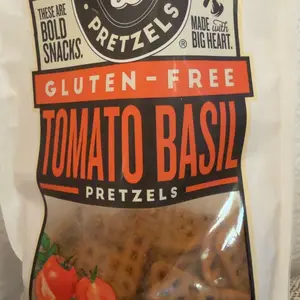 THESE ARE
BOLD
SNACKS.
• PRETZELS •
®
MADE with
BIG HEART.
GLUTEN-FREE
TOMATO BASIL
PRETZELS